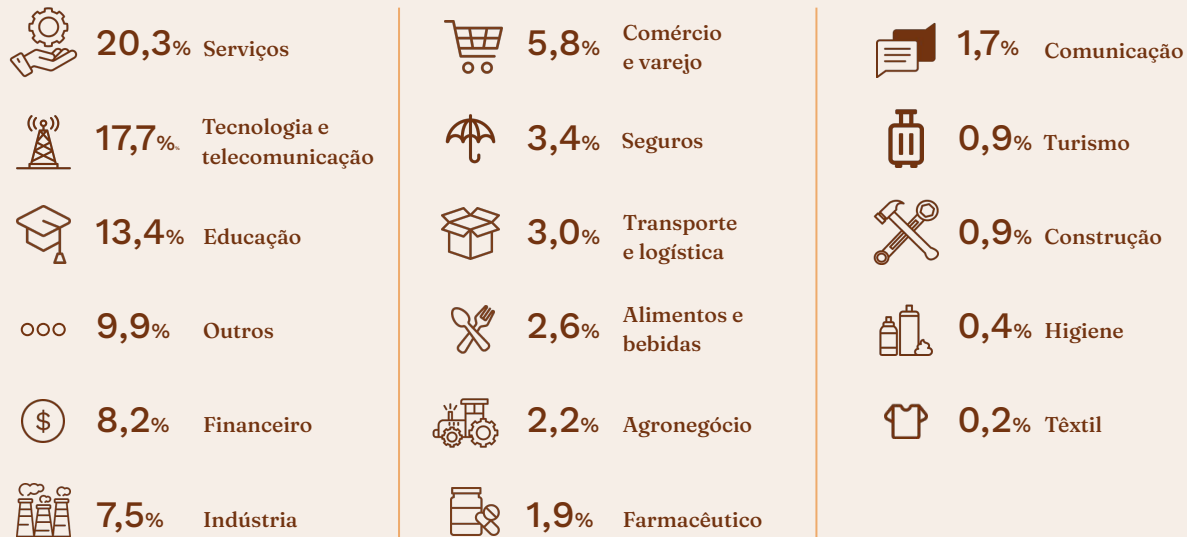 20,3% Serviços
17,7% Tecnologia e
telecomunicação
13,4% Educação
9,9% Outros
8,2% Financeiro
7,5% Indústria
5,8% Comércio
e varejo
3,4% Seguros
3,0% Transporte
e logística
2,6% Alimentos e
bebidas
2,2% Agronegócio
1,9% Farmacêutico
1,7% Comunicação
0,9% Turismo
0,9% Construção
0,4% Higiene
0,2% Têxtil